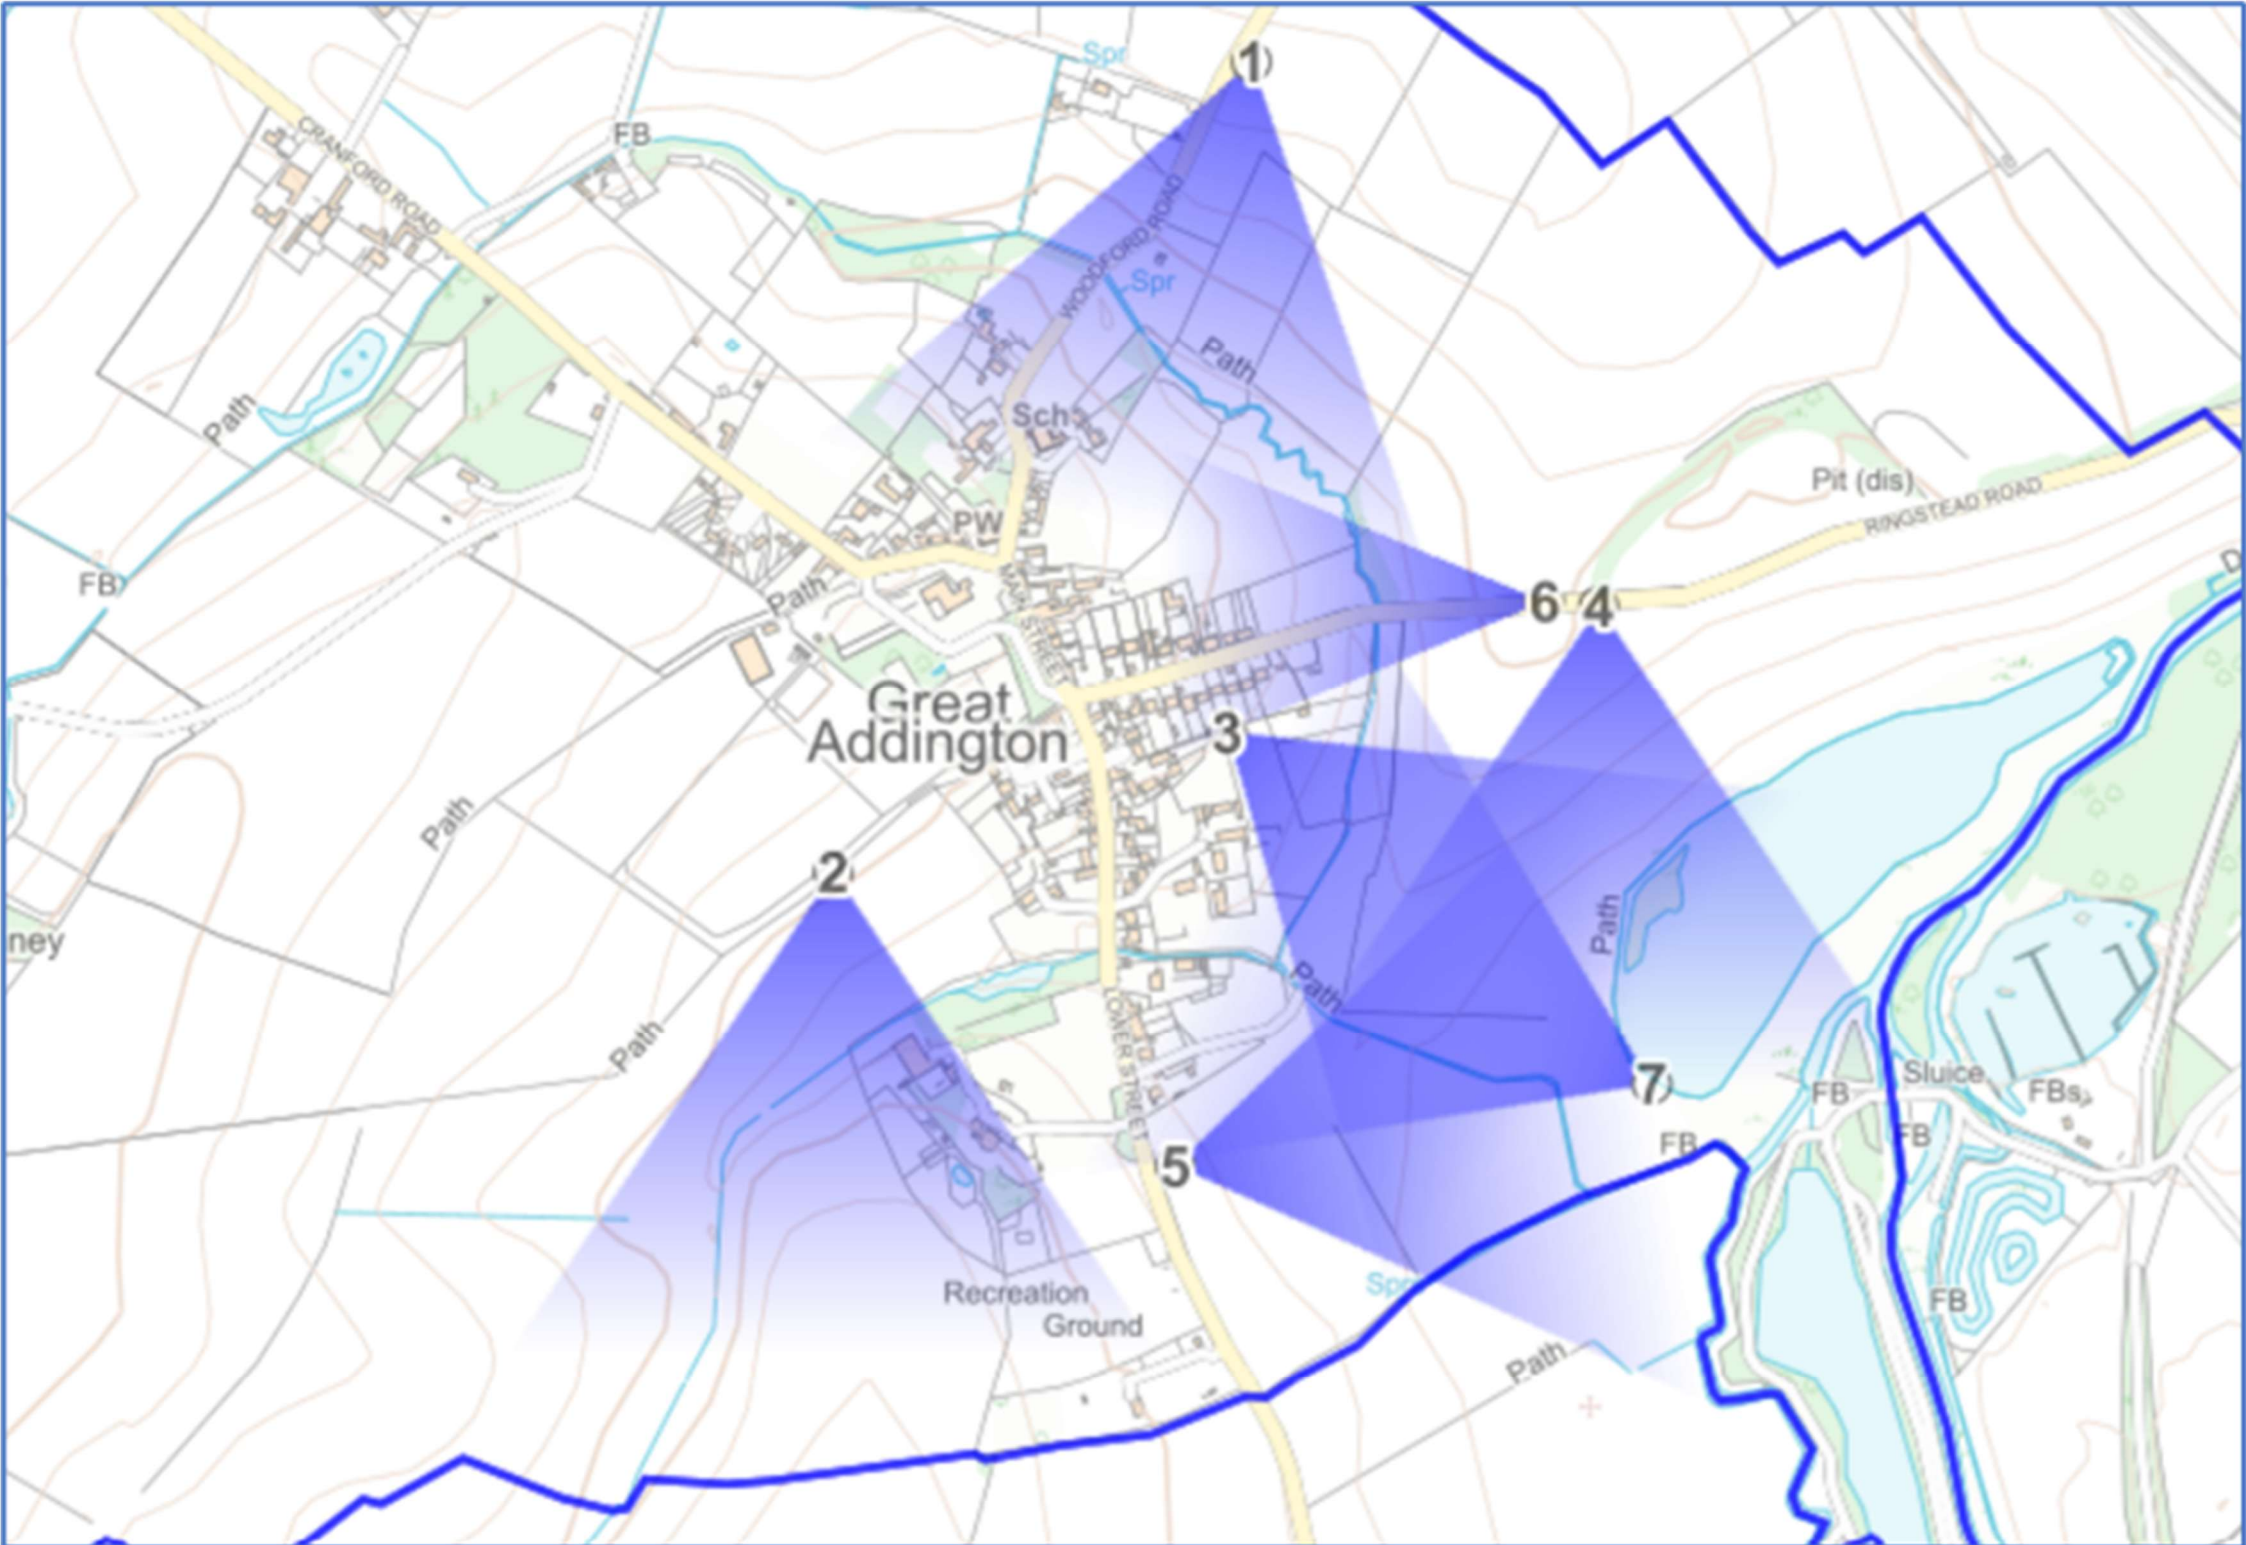 Spr
1
CRANFORD ROAD
FB
WOODFORD ROAD
Spr
Path
Path
Sch
Pit (dis)
RINGSTEAD ROAD
PW
FB
Path
MAIN STREET
6
4
D
Great
Addington
3
Path
2
Path
ney
Path
Path
LOWER STREET
7
Sluice
FB
FBs
FB
FB
5
Recreation
Ground
Spr
FB
Path